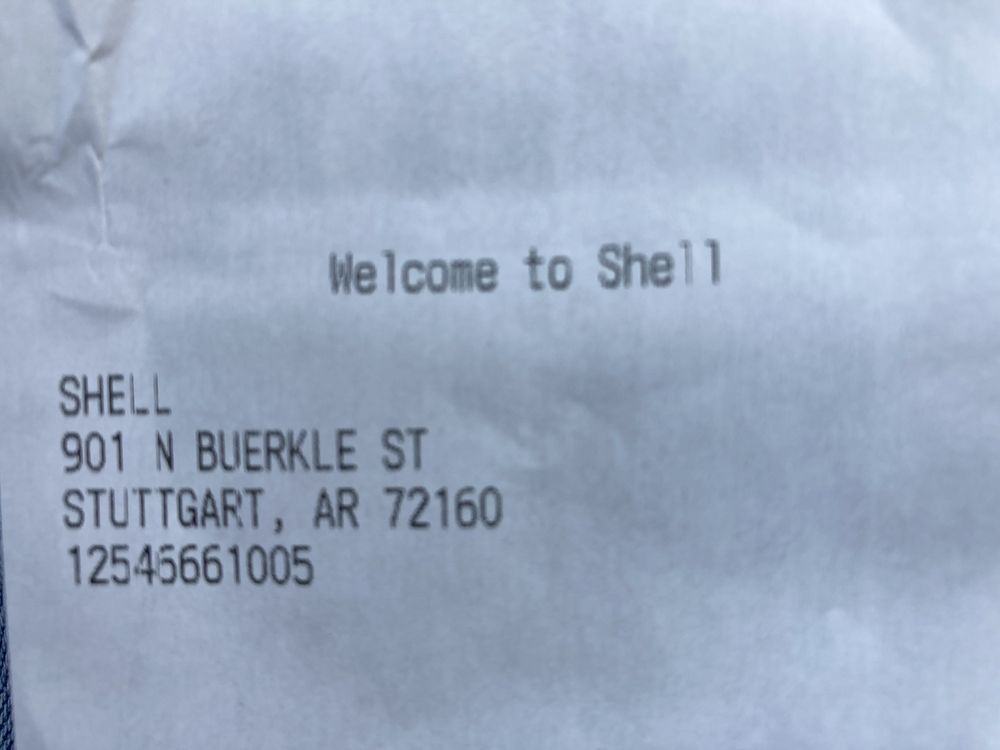 Welcome to Shell
SHELL
901 N BUERKLE ST
STUTTGART, AR 72160
12546661005